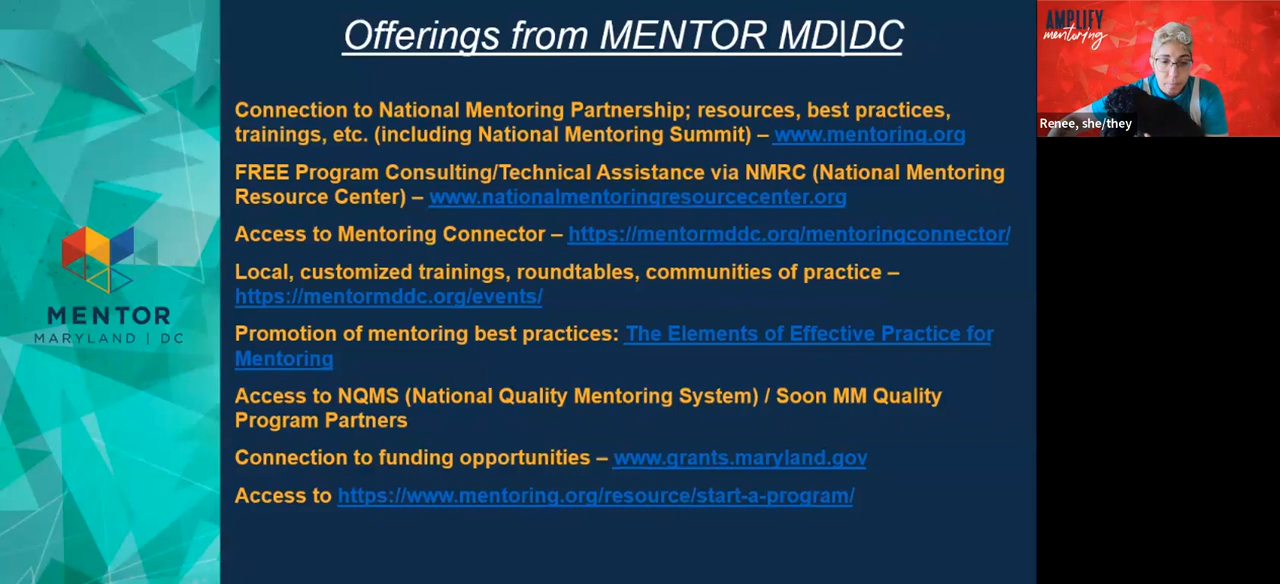 Offerings from MENTOR MD|DC
Connection to National Mentoring Partnership; resources, best practices,
trainings, etc. (including National Mentoring Summit) – www.mentoring.org
FREE Program Consulting/Technical Assistance via NMRC (National Mentoring
Resource Center) – www.nationalmentoringresourcecenter.org
Access to Mentoring Connector – https://mentormddc.org/mentoringconnector/
Local, customized trainings, roundtables, communities of practice –
https://mentormddc.org/events/
Promotion of mentoring best practices: The Elements of Effective Practice for
Mentoring
Access to NQMS (National Quality Mentoring System) / Soon MM Quality
Program Partners
Connection to funding opportunities – www.grants.maryland.gov
Access to https://www.mentoring.org/resource/start-a-program/
MENTOR
MARYLAND | DC
AMPLIFY
mentoring
Renee, she/they